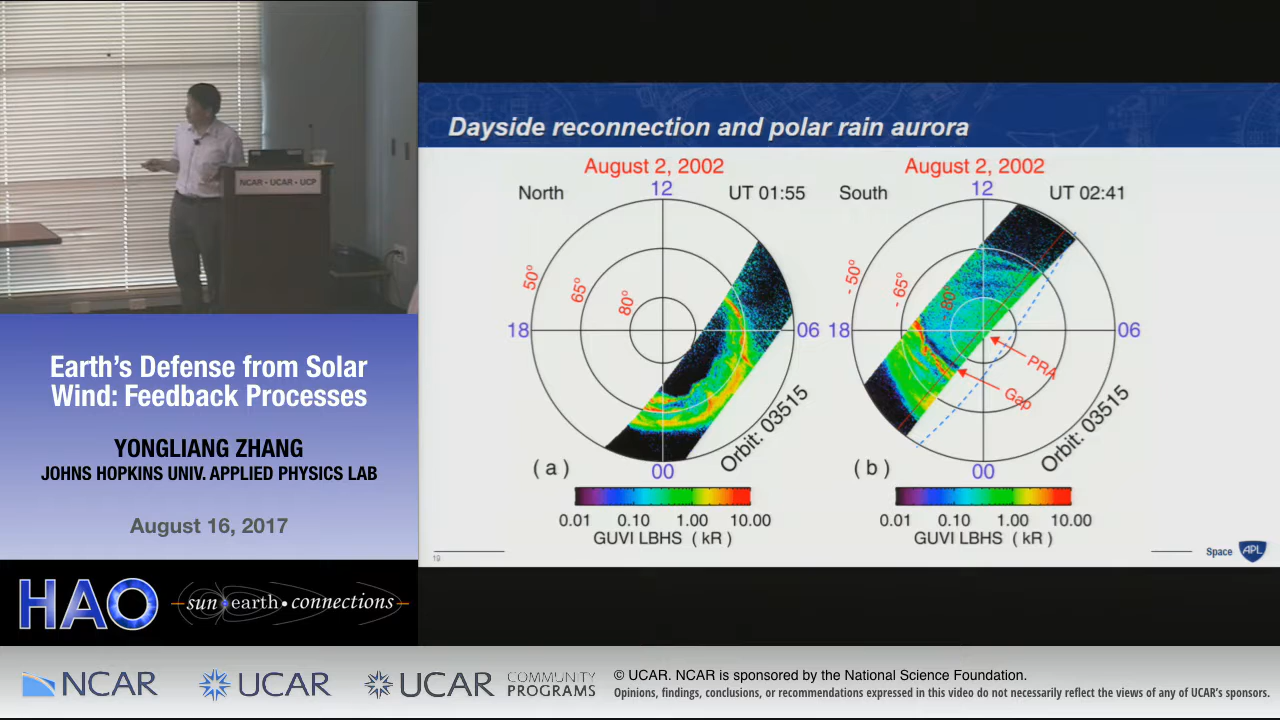 NCAR • UCAR • UCP
Earth's Defense from Solar
Wind: Feedback Processes
YONGLIANG ZHANG
JOHNS HOPKINS UNIV. APPLIED PHYSICS LAB
August 16, 2017
HAO
sun • earth • connections
Dayside reconnection and polar rain aurora
August 2, 2002
North
12
UT 01:55
50°
65°
80°
18
06
00
Orbit: 03515
( a )
0.01 0.10 1.00 10.00
GUVI LBHS ( kR )
August 2, 2002
South
12
UT 02:41
- 50°
- 65°
- 80°
18
06
PRA
Gap
00
Orbit: 03515
( b )
0.01 0.10 1.00 10.00
GUVI LBHS ( kR )
19
Space APL
NCAR
UCAR
UCAR
COMMUNITY
PROGRAMS
© UCAR. NCAR is sponsored by the National Science Foundation.
Opinions, findings, conclusions, or recommendations expressed in this video do not necessarily reflect the views of any of UCAR's sponsors.